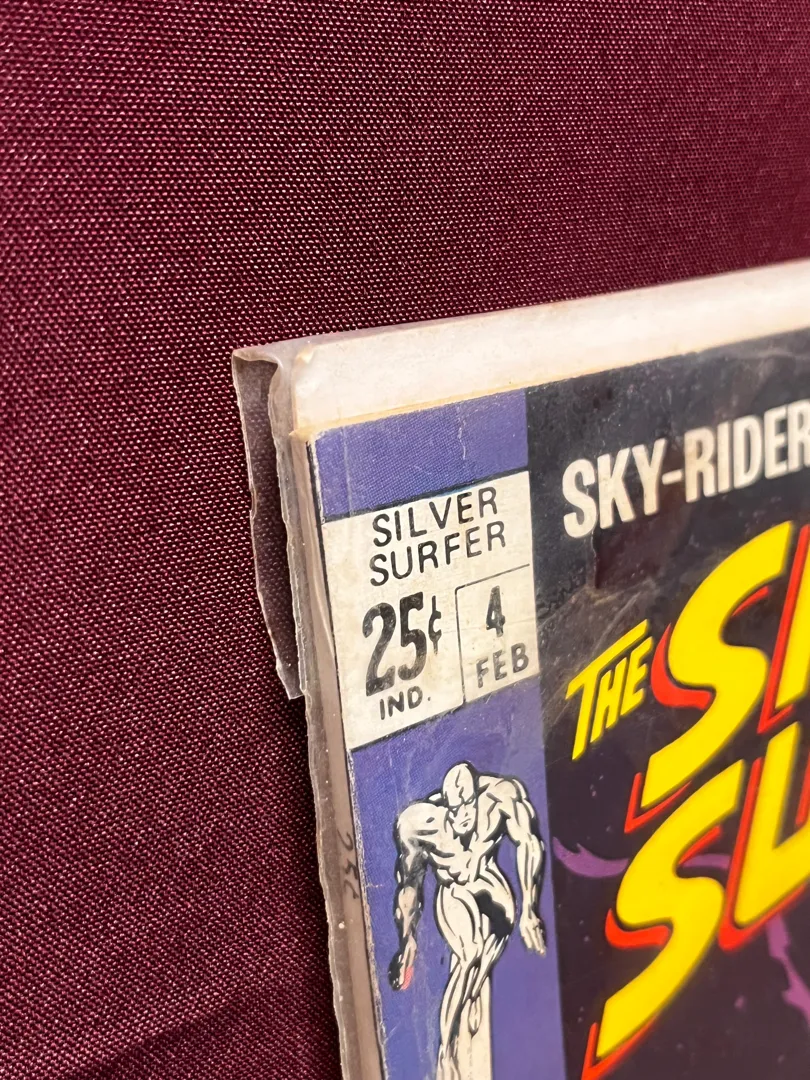 SILVER
SURFER
25¢
4
IND.
FEB
SKY-RIDER
THE